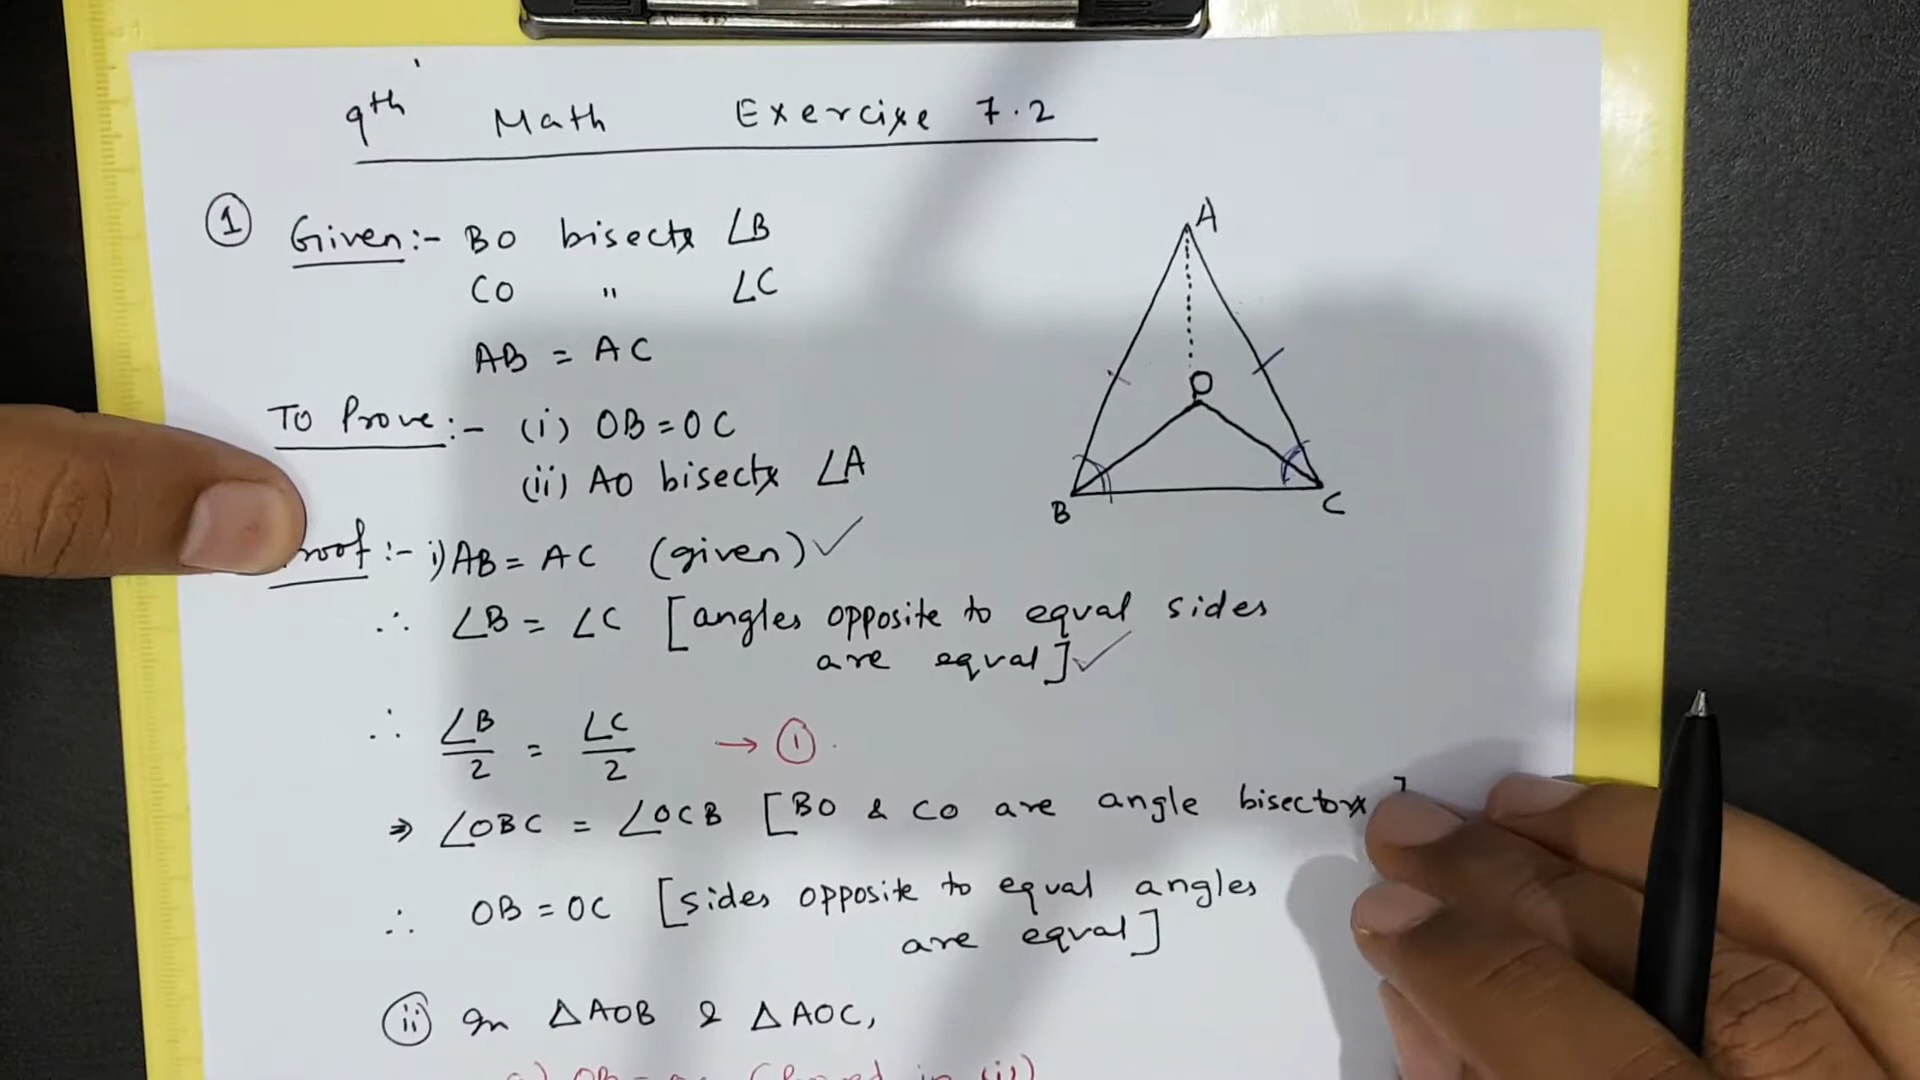 9th Math Exercise 7.2
① Given:- BO bisects ∠B
CO " ∠C
AB = AC
To Prove:- (i) OB = OC
(ii) AO bisects ∠A
roof:- i) AB = AC (given) ✓
∴ ∠B = ∠C [angles opposite to equal sides
are equal] ✓
∴ ∠B/2 = ∠C/2 → ①
⇒ ∠OBC = ∠OCB [BO & CO are angle bisectors]
∴ OB = OC [sides opposite to equal angles
are equal]
(ii) In △AOB & △AOC,
A
O
B
C